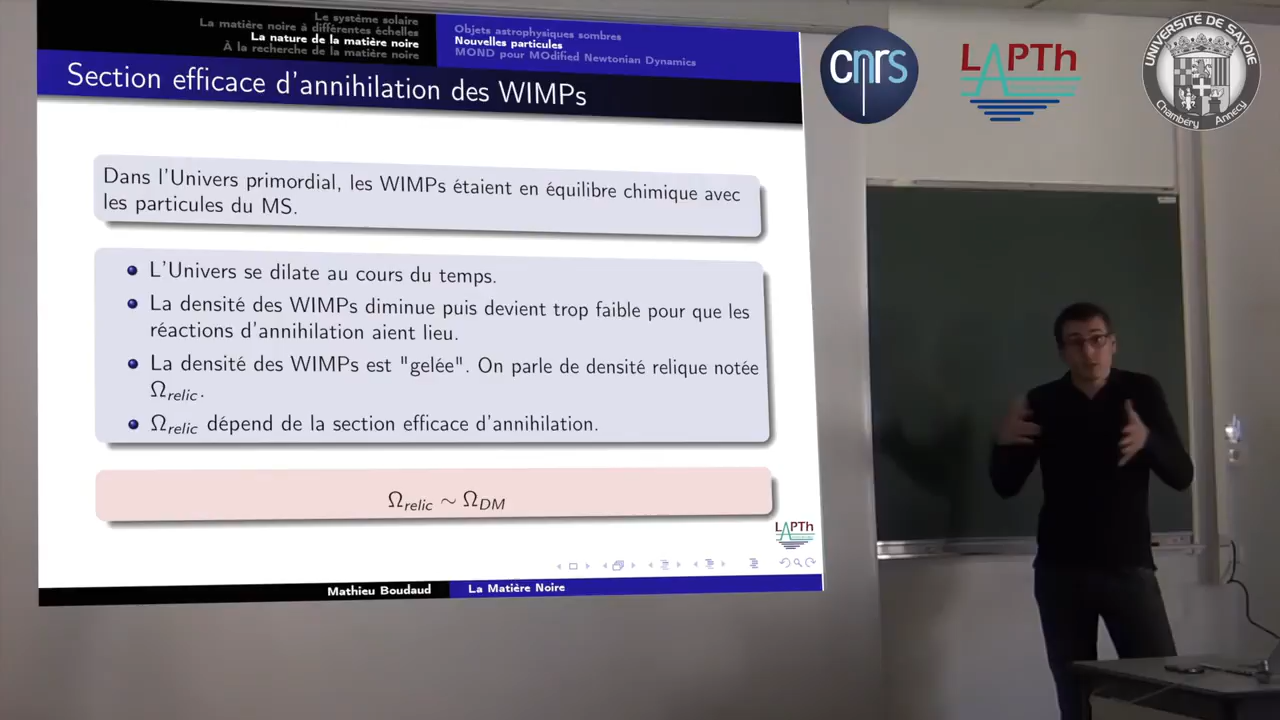 Le système solaire
La matière noire à différentes échelles
La nature de la matière noire
À la recherche de la matière noire
Objets astrophysiques sombres
Nouvelles particules
MOND pour MOdified Newtonian Dynamics
Section efficace d'annihilation des WIMPs
Dans l'Univers primordial, les WIMPs étaient en équilibre chimique avec
les particules du MS.
L'Univers se dilate au cours du temps.
La densité des WIMPs diminue puis devient trop faible pour que les
réactions d'annihilation aient lieu.
La densité des WIMPs est "gelée". On parle de densité relique notée
Ωrelic.
Ωrelic dépend de la section efficace d'annihilation.
Ωrelic ∼ ΩDM
LAPTh
Mathieu Boudaud
La Matière Noire
cnrs
LAPTh
UNIVERSITÉ DE SAVOIE
Chambéry Annecy